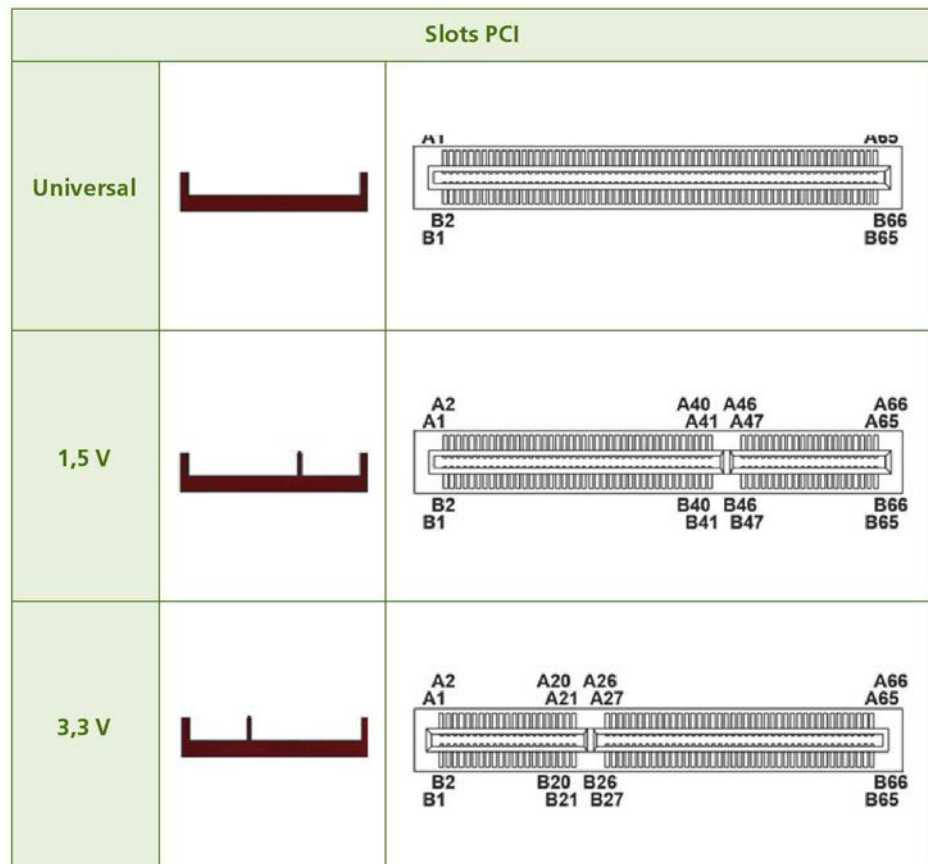 Slots PCI
Universal
A1 A65
B2 B66
B1 B65
1,5 V
A2 A40 A46 A66
A1 A41 A47 A65
B2 B40 B46 B66
B1 B41 B47 B65
3,3 V
A2 A20 A26 A66
A1 A21 A27 A65
B2 B20 B26 B66
B1 B21 B27 B65